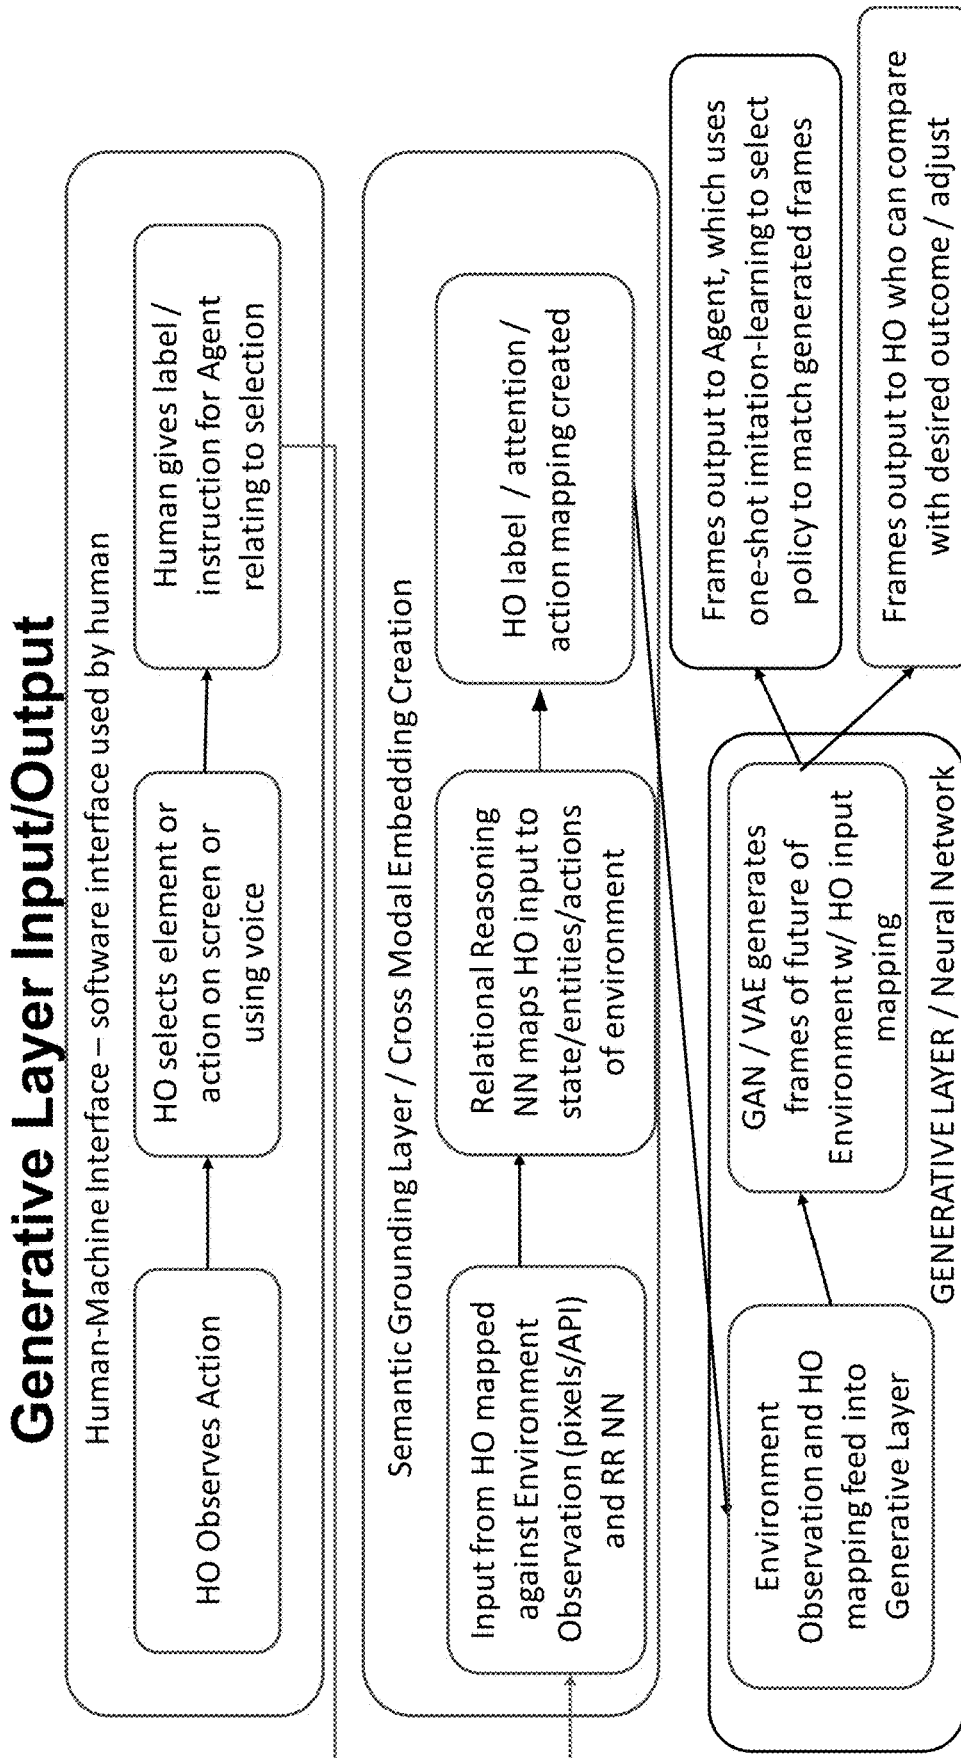 Generative Layer Input/Output
Human-Machine Interface – software interface used by human
HO Observes Action
HO selects element or
action on screen or
using voice
Human gives label /
instruction for Agent
relating to selection
Semantic Grounding Layer / Cross Modal Embedding Creation
Input from HO mapped
against Environment
Observation (pixels/API)
and RR NN
Relational Reasoning
NN maps HO input to
state/entities/actions
of environment
HO label / attention /
action mapping created
Environment
Observation and HO
mapping feed into
Generative Layer
GAN / VAE generates
frames of future of
Environment w/ HO input
mapping
GENERATIVE LAYER / Neural Network
Frames output to Agent, which uses
one-shot imitation-learning to select
policy to match generated frames
Frames output to HO who can compare
with desired outcome / adjust